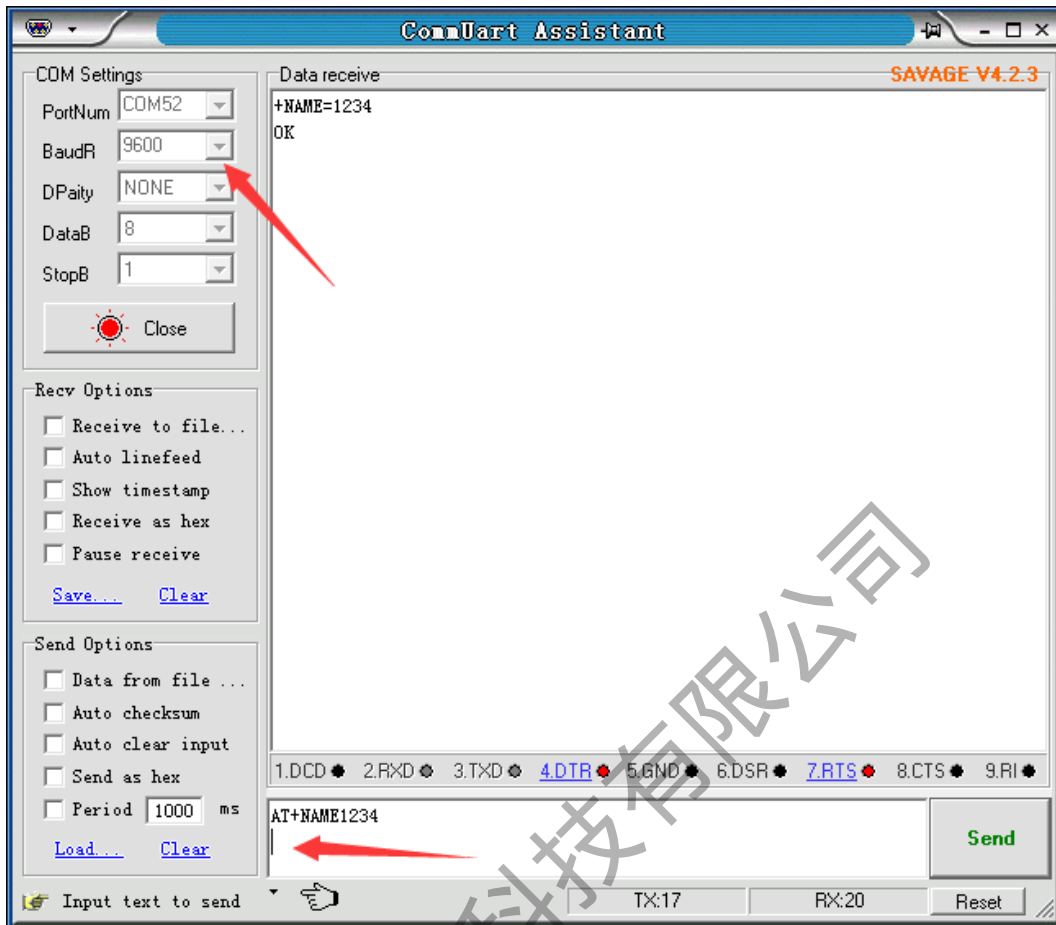 CommUart Assistant
COM Settings
PortNum COM52
BaudR 9600
DPaity NONE
DataB 8
StopB 1
Close
Recv Options
Receive to file...
Auto linefeed
Show timestamp
Receive as hex
Pause receive
Save... Clear
Send Options
Data from file ...
Auto checksum
Auto clear input
Send as hex
Period 1000 ms
Load... Clear
Data receive
SAVAGE V4.2.3
+NAME=1234
OK
1.DCD 2.RXD 3.TXD 4.DTR 5.GND 6.DSR 7.RTS 8.CTS 9.RI
AT+NAME1234
Send
Input text to send
TX:17 RX:20 Reset
科技有限公司